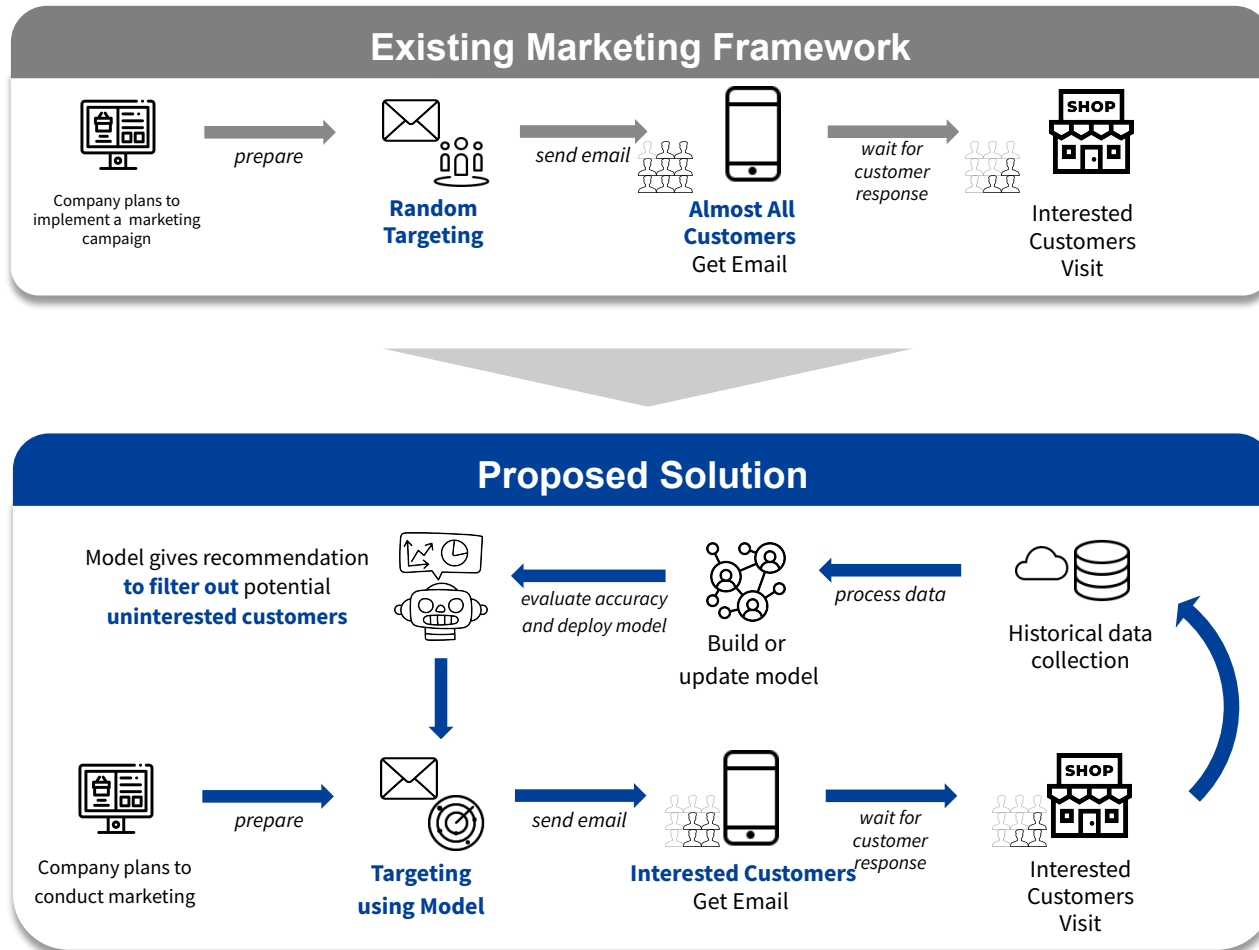 Existing Marketing Framework
SHOP
prepare
send email
wait for
customer
response
Company plans to
implement a marketing
campaign
Random
Targeting
Almost All
Customers
Get Email
Interested
Customers
Visit
Proposed Solution
Model gives recommendation
to filter out potential
uninterested customers
evaluate accuracy
and deploy model
Build or
update model
process data
Historical data
collection
SHOP
prepare
send email
wait for
customer
response
Company plans to
conduct marketing
Targeting
using Model
Interested Customers
Get Email
Interested
Customers
Visit